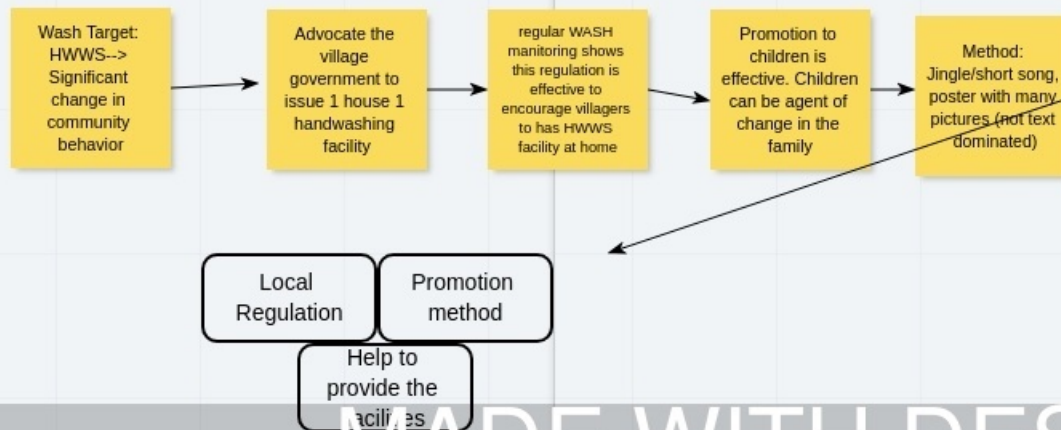 Wash Target:
HWWS-->
Significant
change in
community
behavior
Advocate the
village
government to
issue 1 house 1
handwashing
facility
regular WASH
manitoring shows
this regulation is
effective to
encourage villagers
to has HWWS
facility at home
Promotion to
children is
effective. Children
can be agent of
change in the
family
Method:
Jingle/short song,
poster with many
pictures (not text
dominated)
Local
Regulation
Promotion
method
Help to
provide the
facilities
MADE WITH